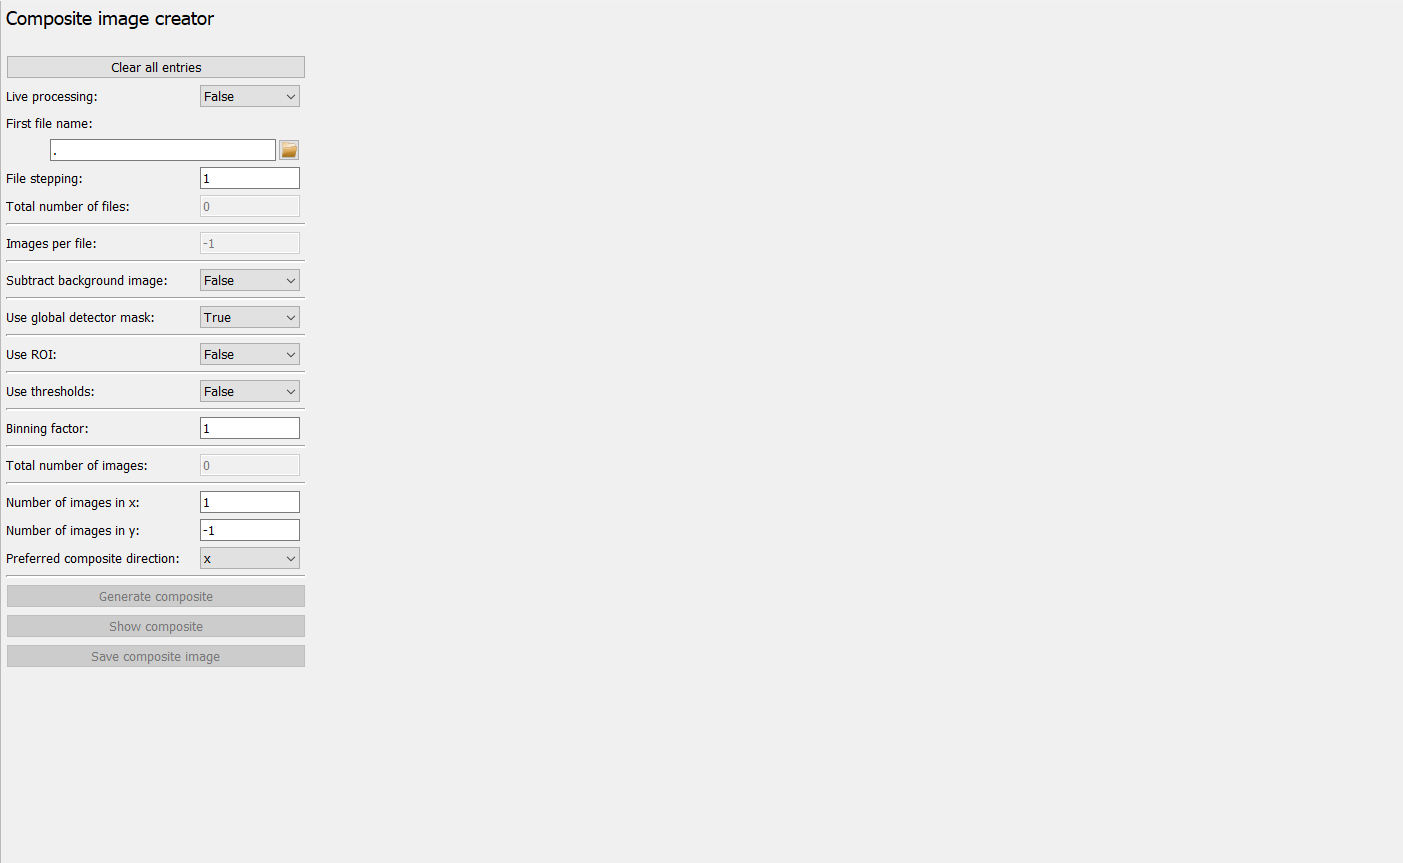 Composite image creator
Clear all entries
Live processing: False
First file name:
.
File stepping: 1
Total number of files: 0
Images per file: -1
Subtract background image: False
Use global detector mask: True
Use ROI: False
Use thresholds: False
Binning factor: 1
Total number of images: 0
Number of images in x: 1
Number of images in y: -1
Preferred composite direction: x
Generate composite
Show composite
Save composite image